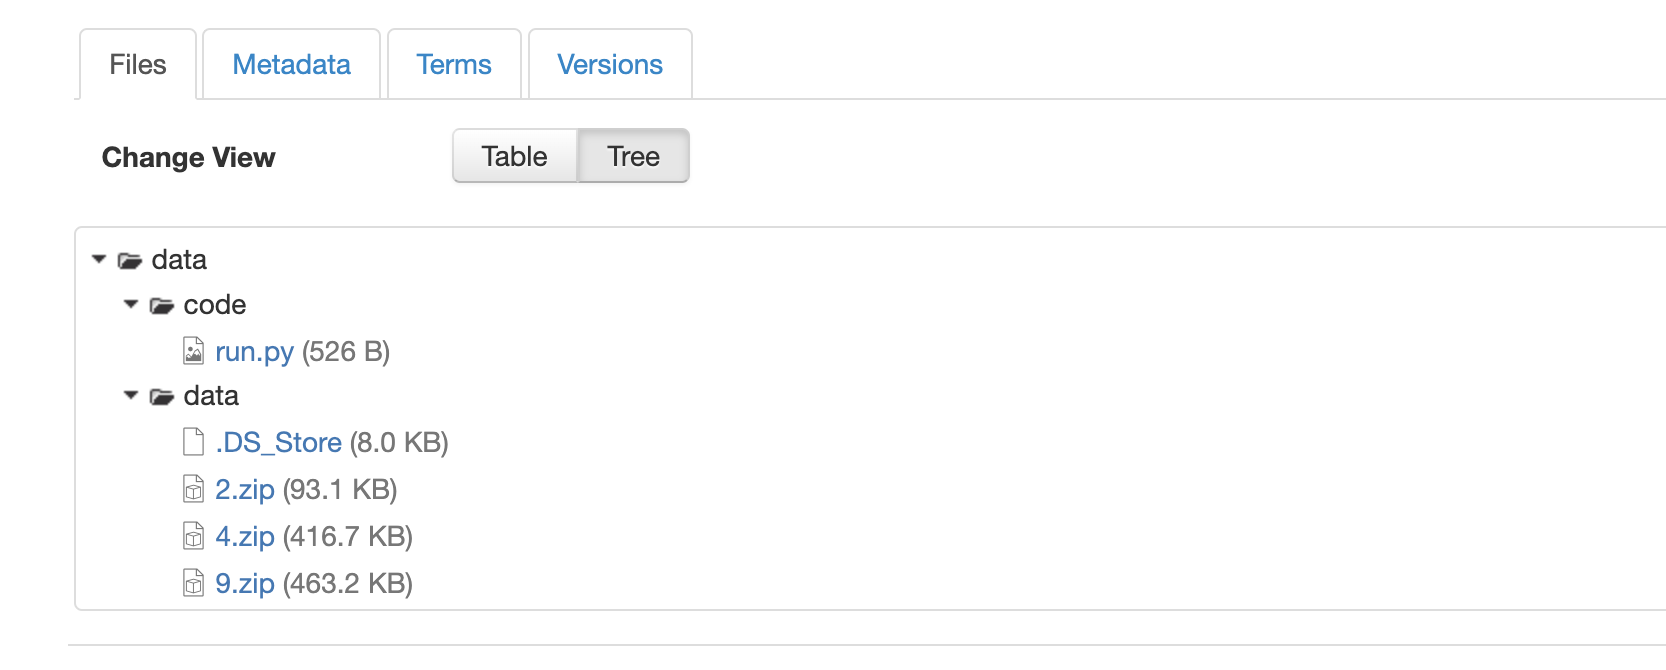 Files Metadata Terms Versions
Change View Table Tree
data
code
run.py (526 B)
data
.DS_Store (8.0 KB)
2.zip (93.1 KB)
4.zip (416.7 KB)
9.zip (463.2 KB)